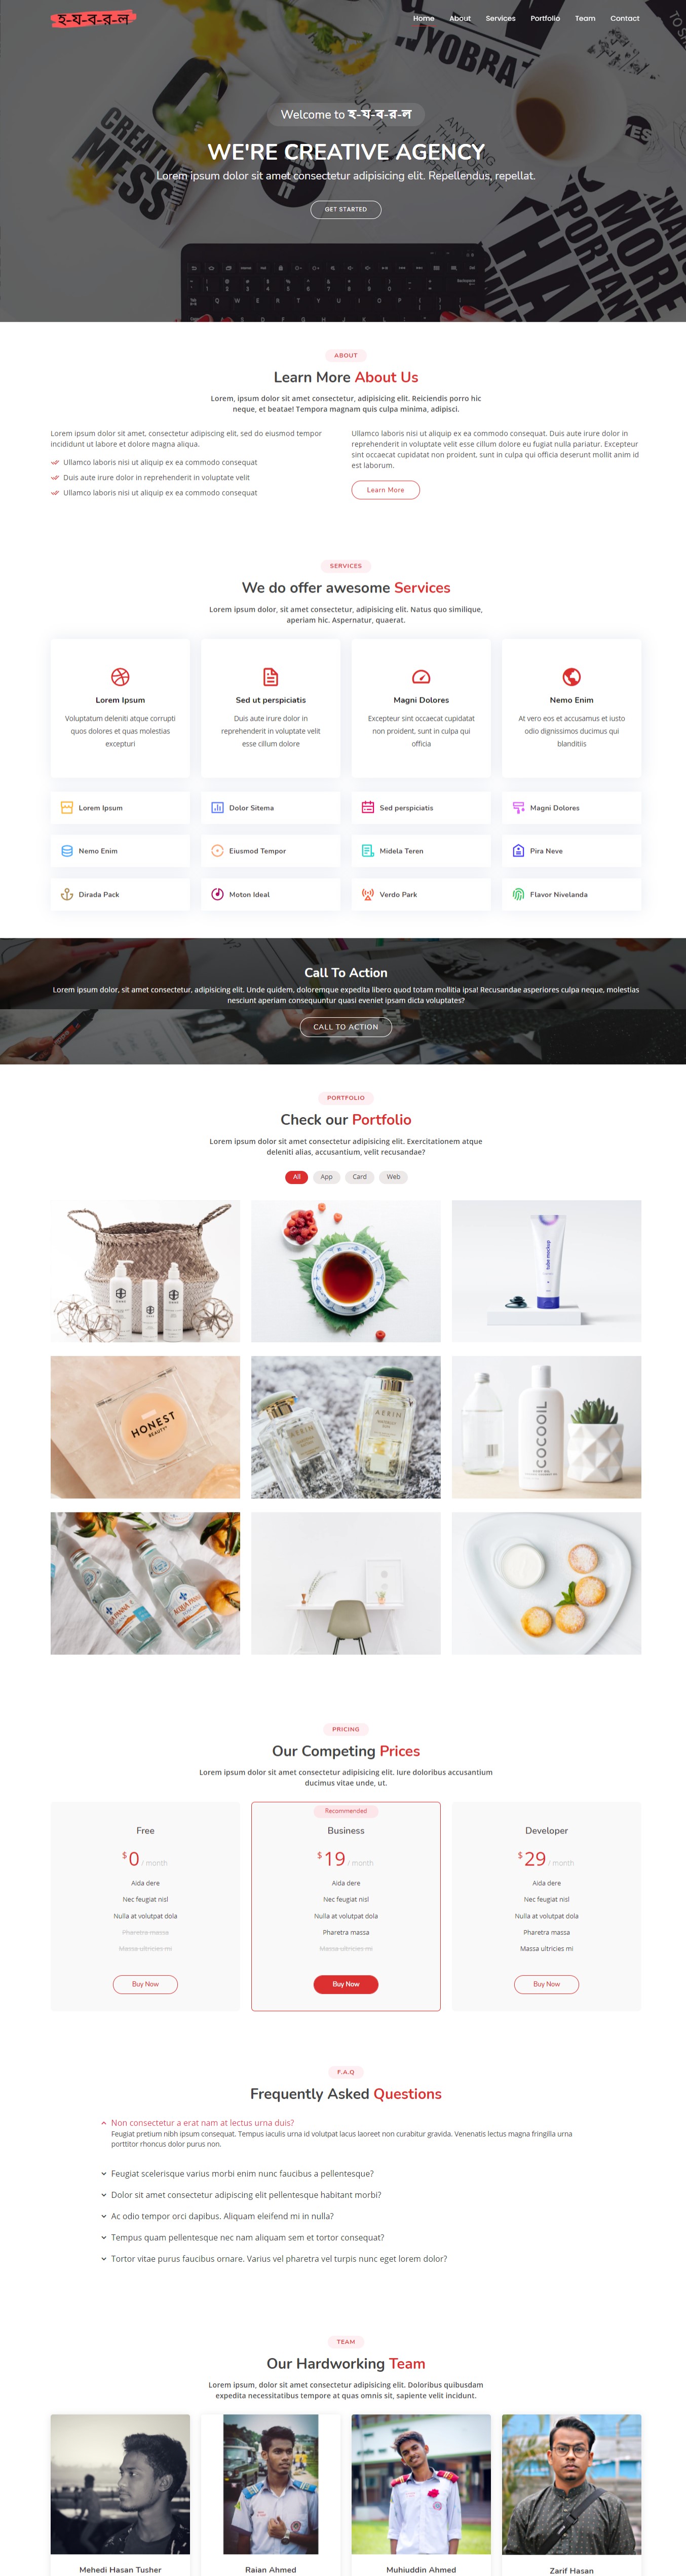 হ-য-ব-র-ল
Home About Services Portfolio Team Contact
Welcome to হ-য-ব-র-ল
WE'RE CREATIVE AGENCY
Lorem ipsum dolor sit amet consectetur adipisicing elit. Repellendus, repellat.
GET STARTED
ABOUT
Learn More About Us
Lorem, ipsum dolor sit amet consectetur, adipisicing elit. Reiciendis porro hic
neque, et beatae! Tempora magnam quis culpa minima, adipisci.
Lorem ipsum dolor sit amet, consectetur adipiscing elit, sed do eiusmod tempor
incididunt ut labore et dolore magna aliqua.
Ullamco laboris nisi ut aliquip ex ea commodo consequat
Duis aute irure dolor in reprehenderit in voluptate velit
Ullamco laboris nisi ut aliquip ex ea commodo consequat
Ullamco laboris nisi ut aliquip ex ea commodo consequat. Duis aute irure dolor in
reprehenderit in voluptate velit esse cillum dolore eu fugiat nulla pariatur. Excepteur
sint occaecat cupidatat non proident, sunt in culpa qui officia deserunt mollit anim id
est laborum.
Learn More
SERVICES
We do offer awesome Services
Lorem ipsum dolor, sit amet consectetur, adipisicing elit. Natus quo similique,
aperiam hic. Aspernatur, quaerat.
Lorem Ipsum
Voluptatum deleniti atque corrupti
quos dolores et quas molestias
excepturi
Sed ut perspiciatis
Duis aute irure dolor in
reprehenderit in voluptate velit
esse cillum dolore
Magni Dolores
Excepteur sint occaecat cupidatat
non proident, sunt in culpa qui
officia
Nemo Enim
At vero eos et accusamus et iusto
odio dignissimos ducimus qui
blanditiis
Lorem Ipsum
Dolor Sitema
Sed perspiciatis
Magni Dolores
Nemo Enim
Eiusmod Tempor
Midela Teren
Pira Neve
Dirada Pack
Moton Ideal
Verdo Park
Flavor Nivelanda
Call To Action
Lorem ipsum dolor, sit amet consectetur, adipisicing elit. Unde quidem, doloremque expedita libero quod totam mollitia ipsa! Recusandae asperiores culpa neque, molestias
nesciunt aperiam consequuntur quasi eveniet ipsam dicta voluptates?
CALL TO ACTION
PORTFOLIO
Check our Portfolio
Lorem ipsum dolor sit amet consectetur adipisicing elit. Exercitationem atque
deleniti alias, accusantium, velit recusandae?
All App Card Web
tube mockup
HONEST
BEAUTY
AERIN
AERIN
COCOOIL
ACQUA PANNA
ACQUA PANNA
PRICING
Our Competing Prices
Lorem ipsum dolor sit amet consectetur adipisicing elit. Iure doloribus accusantium
ducimus vitae unde, ut.
Free
$0 / month
Aida dere
Nec feugiat nisl
Nulla at volutpat dola
Pharetra massa
Massa ultricies mi
Buy Now
Recommended
Business
$19 / month
Aida dere
Nec feugiat nisl
Nulla at volutpat dola
Pharetra massa
Massa ultricies mi
Buy Now
Developer
$29 / month
Aida dere
Nec feugiat nisl
Nulla at volutpat dola
Pharetra massa
Massa ultricies mi
Buy Now
F.A.Q
Frequently Asked Questions
Non consectetur a erat nam at lectus urna duis?
Feugiat pretium nibh ipsum consequat. Tempus iaculis urna id volutpat lacus laoreet non curabitur gravida. Venenatis lectus magna fringilla urna
porttitor rhoncus dolor purus non.
Feugiat scelerisque varius morbi enim nunc faucibus a pellentesque?
Dolor sit amet consectetur adipiscing elit pellentesque habitant morbi?
Ac odio tempor orci dapibus. Aliquam eleifend mi in nulla?
Tempus quam pellentesque nec nam aliquam sem et tortor consequat?
Tortor vitae purus faucibus ornare. Varius vel pharetra vel turpis nunc eget lorem dolor?
TEAM
Our Hardworking Team
Lorem ipsum, dolor sit amet consectetur adipisicing elit. Doloribus quibusdam
expedita necessitatibus tempore at quas omnis sit, sapiente velit incidunt.
Mehedi Hasan Tusher
Raian Ahmed
Muhiuddin Ahmed
Zarif Hasan